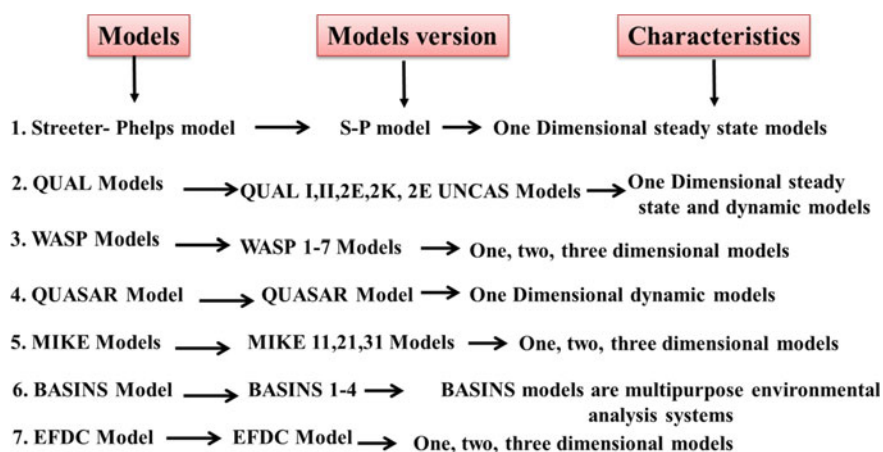 Models Models version Characteristics
1. Streeter- Phelps model S-P model One Dimensional steady state models
2. QUAL Models QUAL I,II,2E,2K, 2E UNCAS Models One Dimensional steady
state and dynamic models
3. WASP Models WASP 1-7 Models One, two, three dimensional models
4. QUASAR Model QUASAR Model One Dimensional dynamic models
5. MIKE Models MIKE 11,21,31 Models One, two, three dimensional models
6. BASINS Model BASINS 1-4 BASINS models are multipurpose environmental
analysis systems
7. EFDC Model EFDC Model One, two, three dimensional models